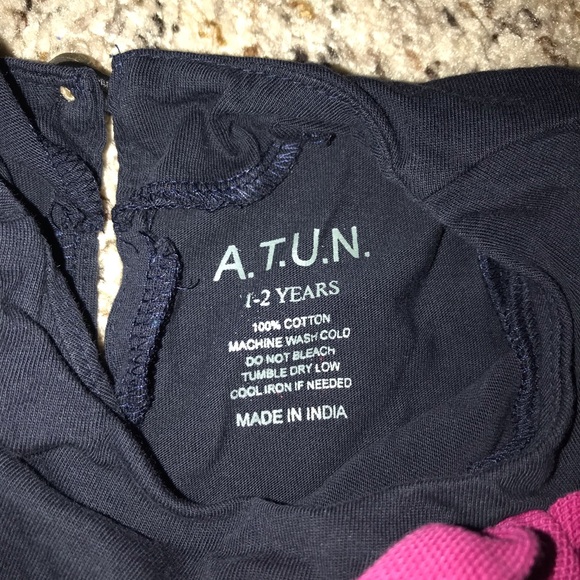 A.T.U.N.
1-2 YEARS
100% COTTON
MACHINE WASH COLD
DO NOT BLEACH
TUMBLE DRY LOW
COOL IRON IF NEEDED
MADE IN INDIA